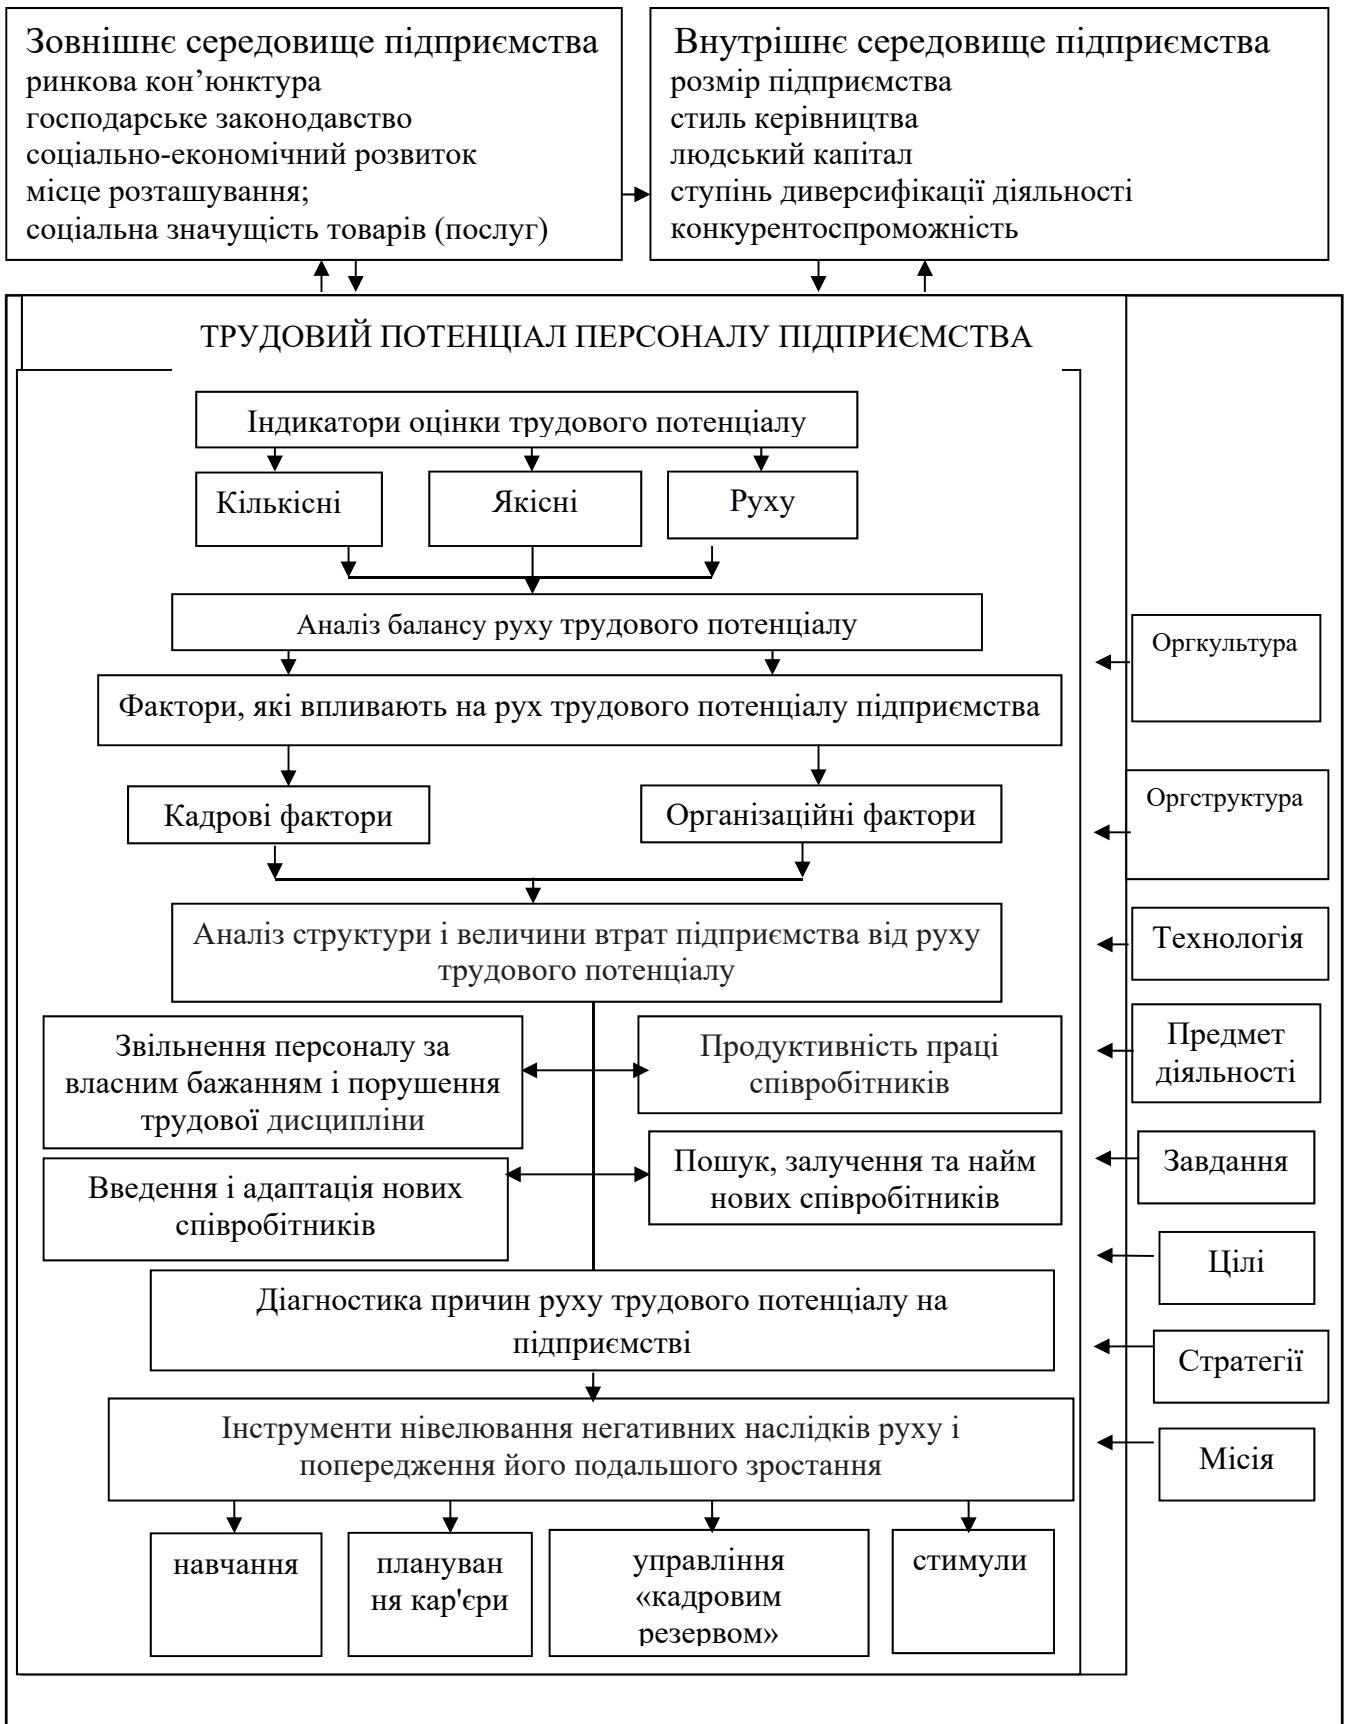 Зовнішнє середовище підприємства
ринкова кон’юнктура
господарське законодавство
соціально-економічний розвиток
місце розташування;
соціальна значущість товарів (послуг)
Внутрішнє середовище підприємства
розмір підприємства
стиль керівництва
людський капітал
ступінь диверсифікації діяльності
конкурентоспроможність
ТРУДОВИЙ ПОТЕНЦІАЛ ПЕРСОНАЛУ ПІДПРИЄМСТВА
Індикатори оцінки трудового потенціалу
Кількісні
Якісні
Руху
Аналіз балансу руху трудового потенціалу
Фактори, які впливають на рух трудового потенціалу підприємства
Кадрові фактори
Організаційні фактори
Аналіз структури і величини втрат підприємства від руху
трудового потенціалу
Звільнення персоналу за
власним бажанням і порушення
трудової дисципліни
Продуктивність праці
співробітників
Введення і адаптація нових
співробітників
Пошук, залучення та найм
нових співробітників
Діагностика причин руху трудового потенціалу на
підприємстві
Інструменти нівелювання негативних наслідків руху і
попередження його подальшого зростання
навчання
плануван
ня кар'єри
управління
«кадровим
резервом»
стимули
Оргкультура
Оргструктура
Технологія
Предмет
діяльності
Завдання
Цілі
Стратегії
Місія